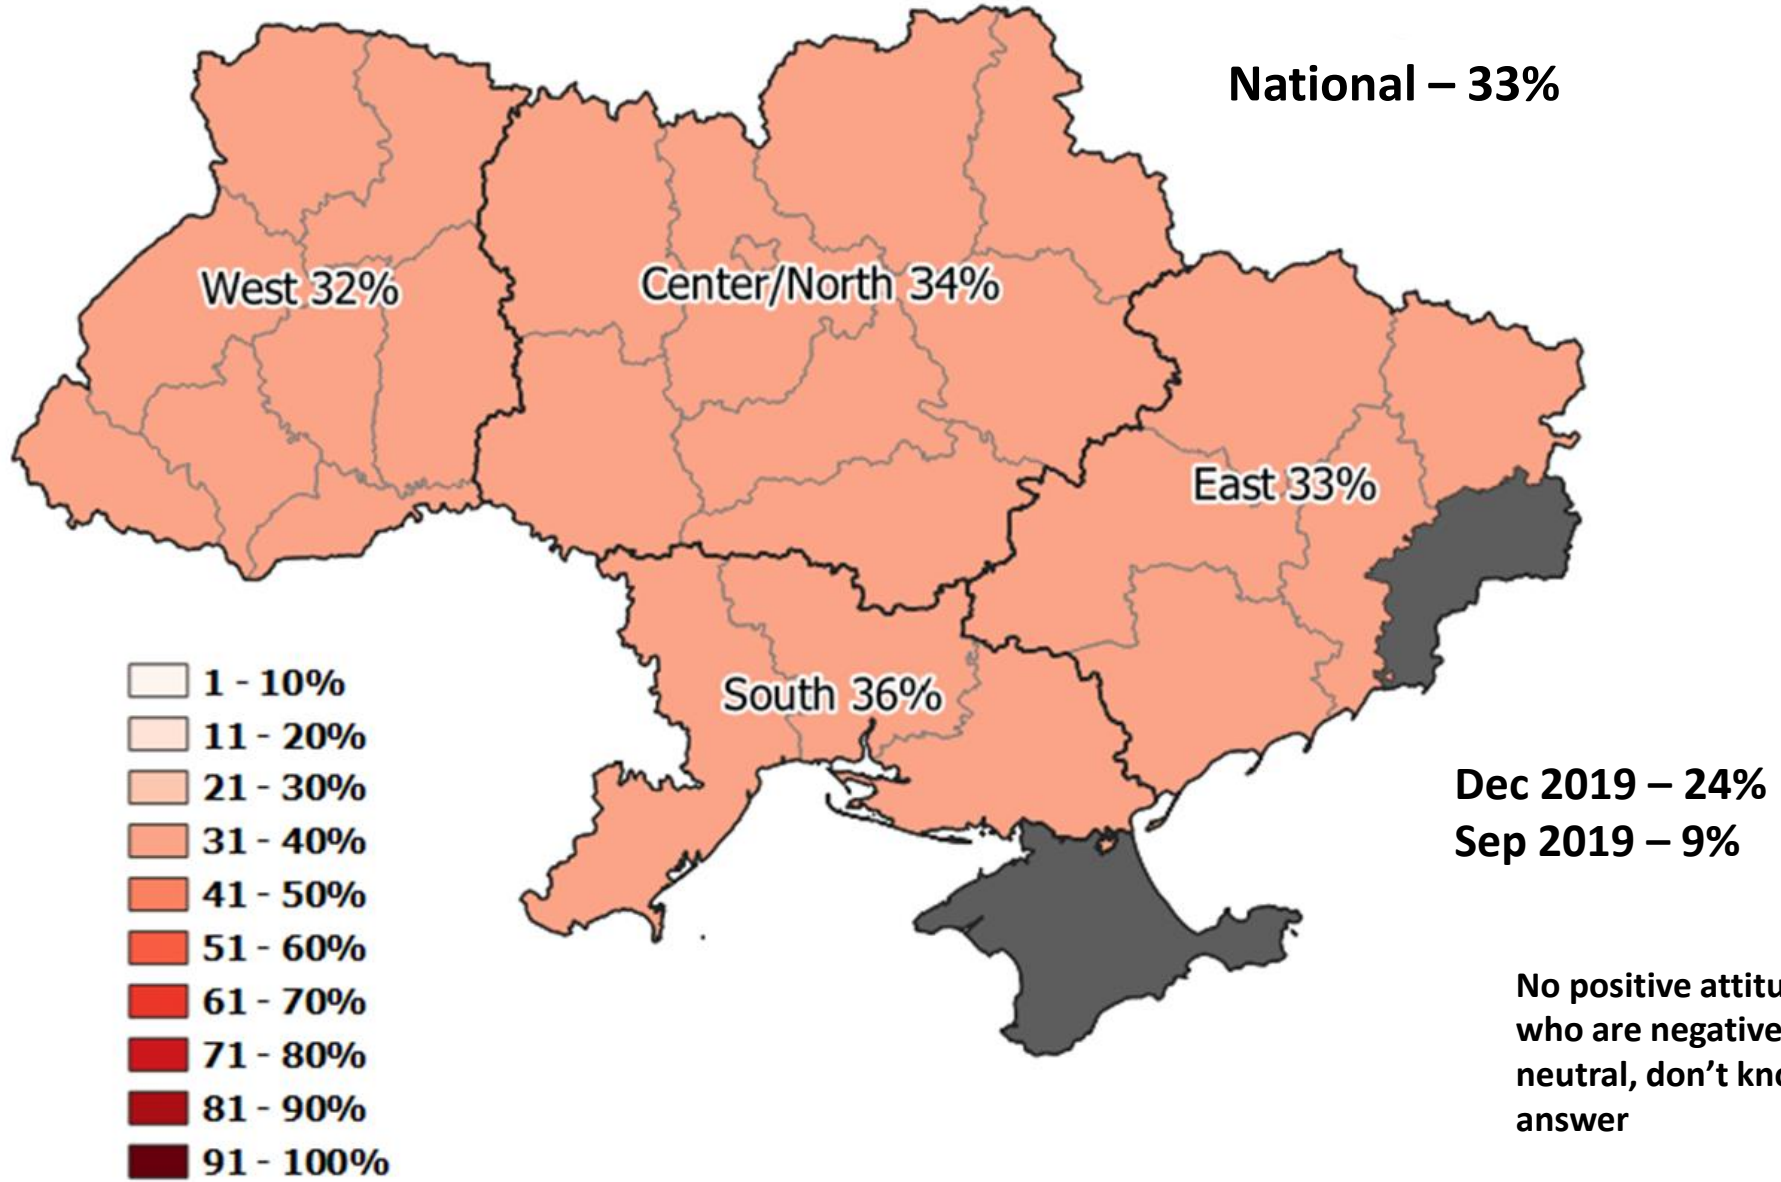 National – 33%
West 32%
Center/North 34%
East 33%
South 36%
1 - 10%
11 - 20%
21 - 30%
31 - 40%
41 - 50%
51 - 60%
61 - 70%
71 - 80%
81 - 90%
91 - 100%
Dec 2019 – 24%
Sep 2019 – 9%
No positive
who are negative
neutral, don’t
answer